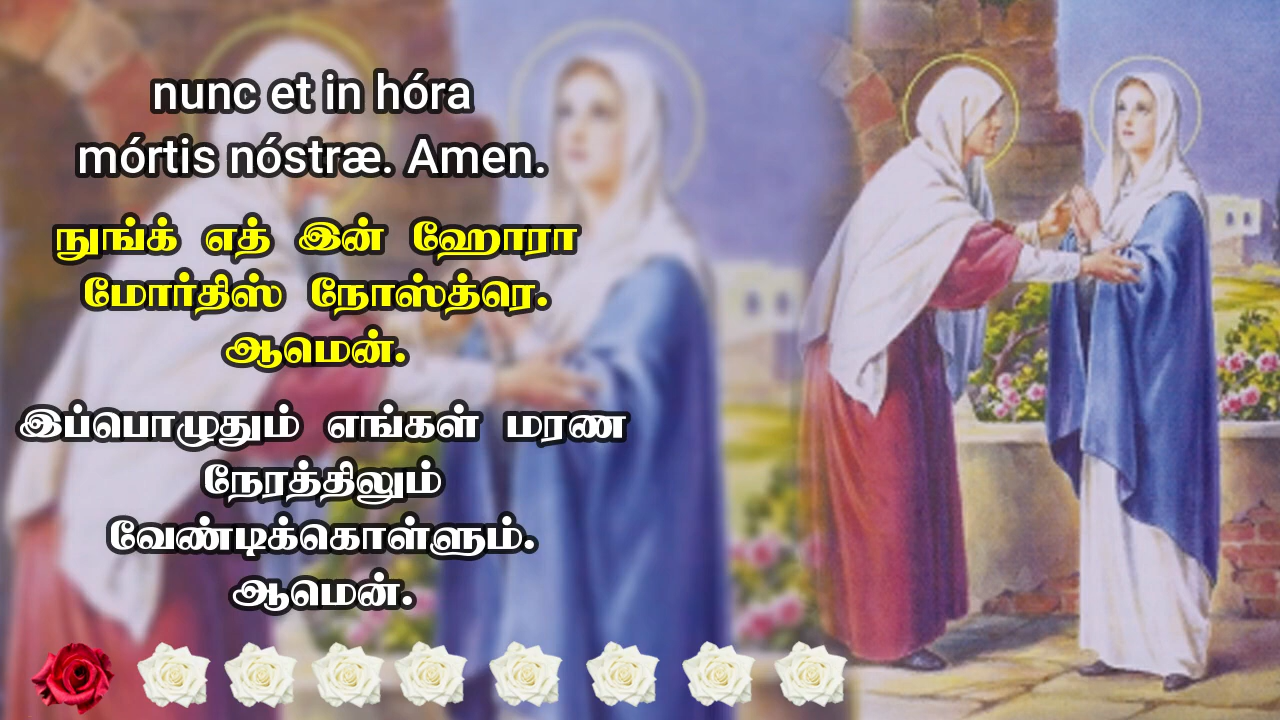 nunc et in hóra
mórtis nóstræ. Amen.
நுங்க் எத் இன் ஹோரா
மோர்திஸ் நோஸ்த்ரெ.
ஆமென்.
இப்பொழுதும் எங்கள் மரண
நேரத்திலும்
வேண்டிக்கொள்ளும்.
ஆமென்.